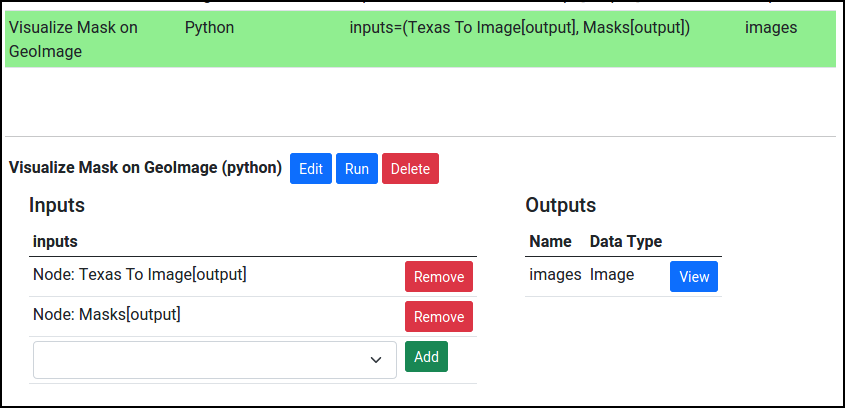 Visualize Mask on GeoImage Python inputs=(Texas To Image[output], Masks[output]) images
Visualize Mask on GeoImage (python) Edit Run Delete
Inputs Outputs
inputs Name Data Type
Node: Texas To Image[output] Remove images Image View
Node: Masks[output] Remove
Add